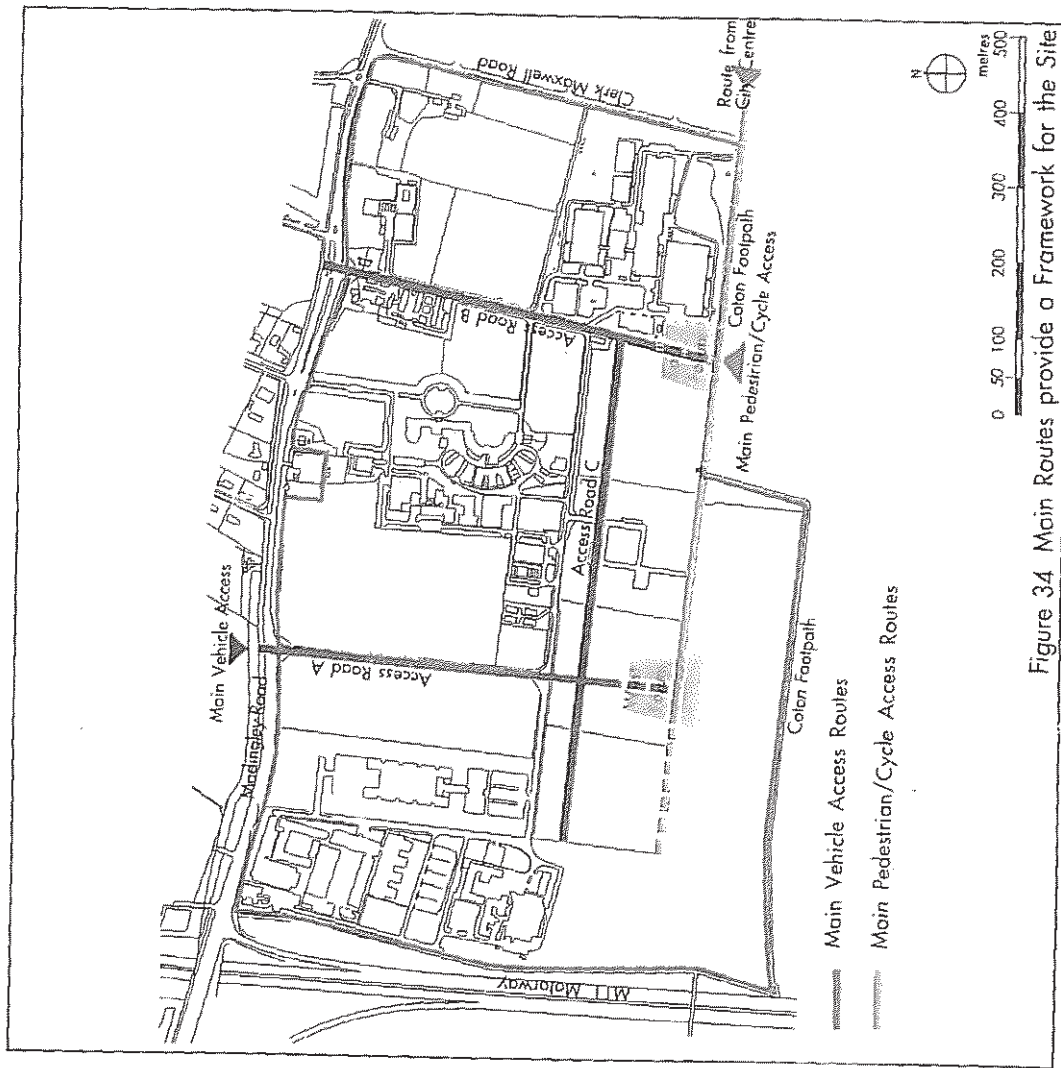 Main Vehicle Access
Madingley Road
Clerk Maxwell Road
Access Road A
Access Road B
Access Road C
M11 Motorway
Route from
City Centre
Coton Footpath
Main Pedestrian/Cycle Access
Coton Footpath
Main Vehicle Access Routes
Main Pedestrian/Cycle Access Routes
N
metres
0 50 100 200 300 400 500
Figure 34 Main Routes provide a Framework for the Site